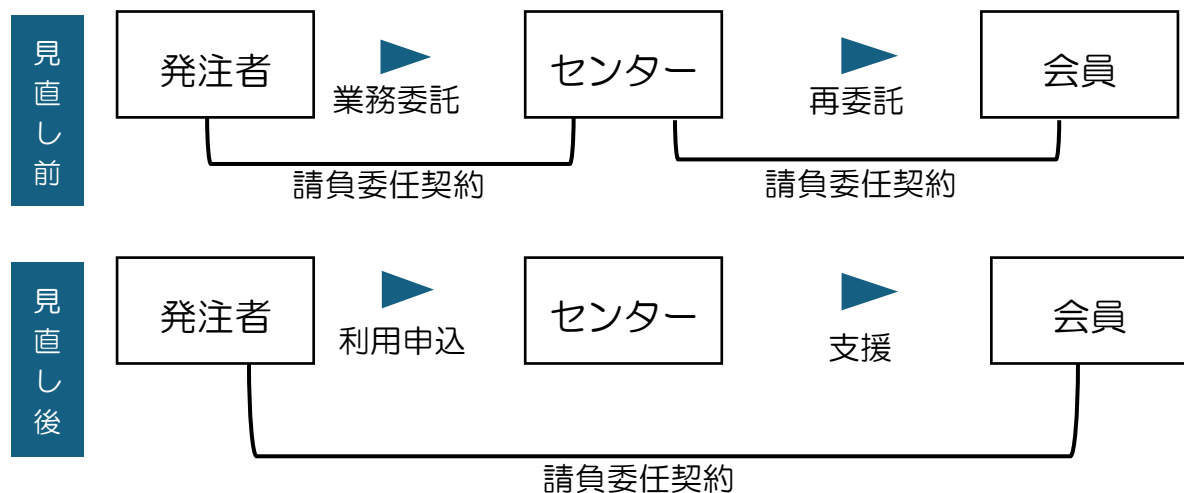 見直し前
発注者
業務委託
センター
再委託
会員
請負委任契約
請負委任契約
見直し後
発注者
利用申込
センター
支援
会員
請負委任契約